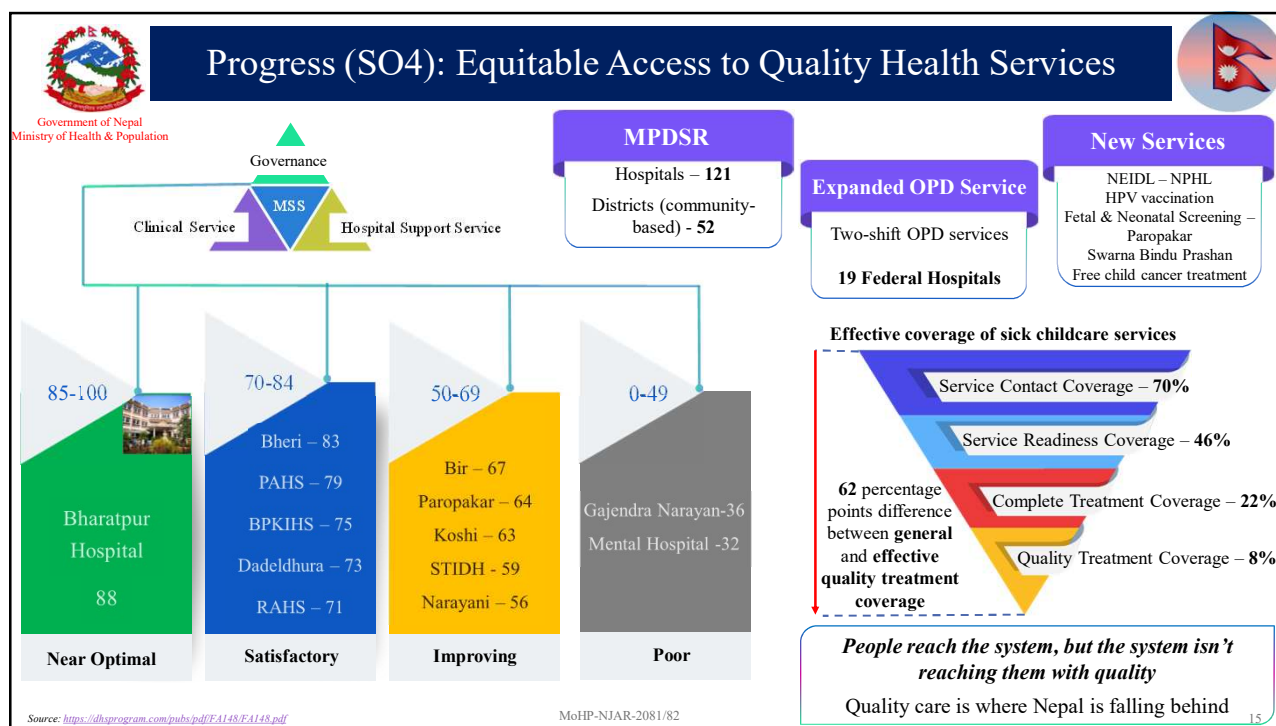 Progress (SO4): Equitable Access to Quality Health Services
Government of Nepal
Ministry of Health & Population
Governance
MSS
Clinical Service
Hospital Support Service
MPDSR
Hospitals – 121
Districts (community-
based) - 52
Expanded OPD Service
Two-shift OPD services
19 Federal Hospitals
New Services
NEIDL – NPHL
HPV vaccination
Fetal & Neonatal Screening –
Paropakar
Swarna Bindu Prashan
Free child cancer treatment
85-100
Bharatpur
Hospital
88
Near Optimal
70-84
Bheri – 83
PAHS – 79
BPKIHS – 75
Dadeldhura – 73
RAHS – 71
Satisfactory
50-69
Bir – 67
Paropakar – 64
Koshi – 63
STIDH - 59
Narayani – 56
Improving
0-49
Gajendra Narayan-36
Mental Hospital -32
Poor
Effective coverage of sick childcare services
Service Contact Coverage – 70%
Service Readiness Coverage – 46%
Complete Treatment Coverage – 22%
Quality Treatment Coverage – 8%
62 percentage
points difference
between general
and effective
quality treatment
coverage
People reach the system, but the system isn't
reaching them with quality
Quality care is where Nepal is falling behind
Source: https://dhsprogram.com/pubs/pdf/FA148/FA148.pdf
MoHP-NJAR-2081/82
15